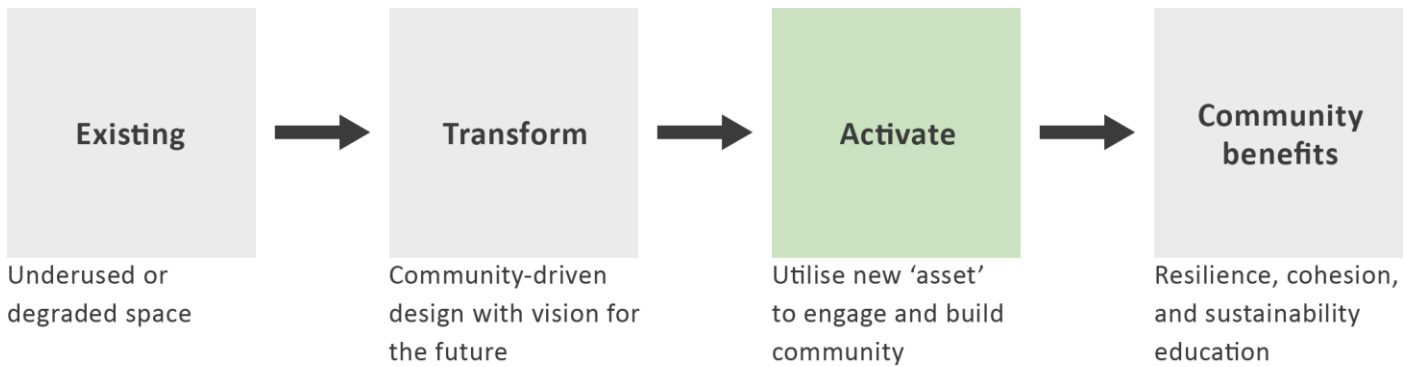 Existing
Transform
Activate
Community
benefits
Underused or
degraded space
Community-driven
design with vision for
the future
Utilise new ‘asset’
to engage and build
community
Resilience, cohesion,
and sustainability
education